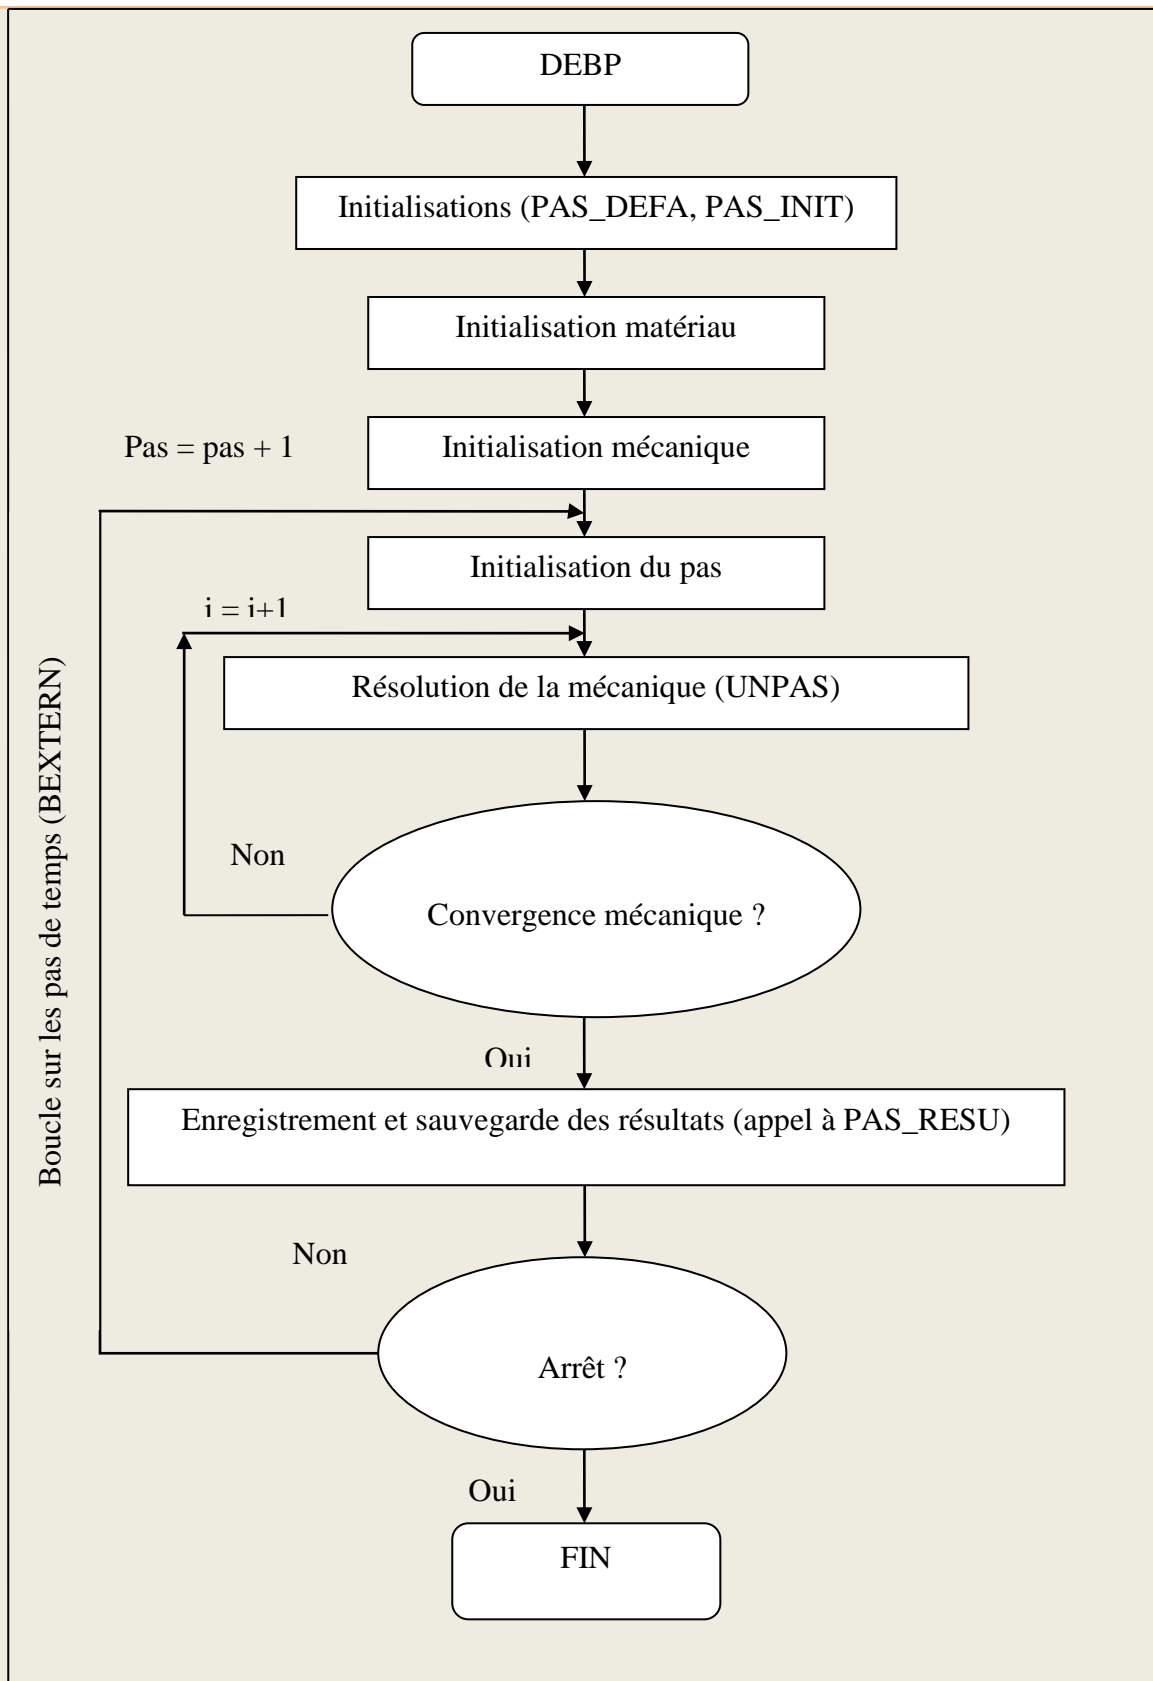 DEBP
Initialisations (PAS_DEFA, PAS_INIT)
Initialisation matériau
Pas = pas + 1
Initialisation mécanique
Initialisation du pas
i = i+1
Résolution de la mécanique (UNPAS)
Boucle sur les pas de temps (BEXTERN)
Non
Convergence mécanique ?
Oui
Enregistrement et sauvegarde des résultats (appel à PAS_RESU)
Non
Arrêt ?
Oui
FIN